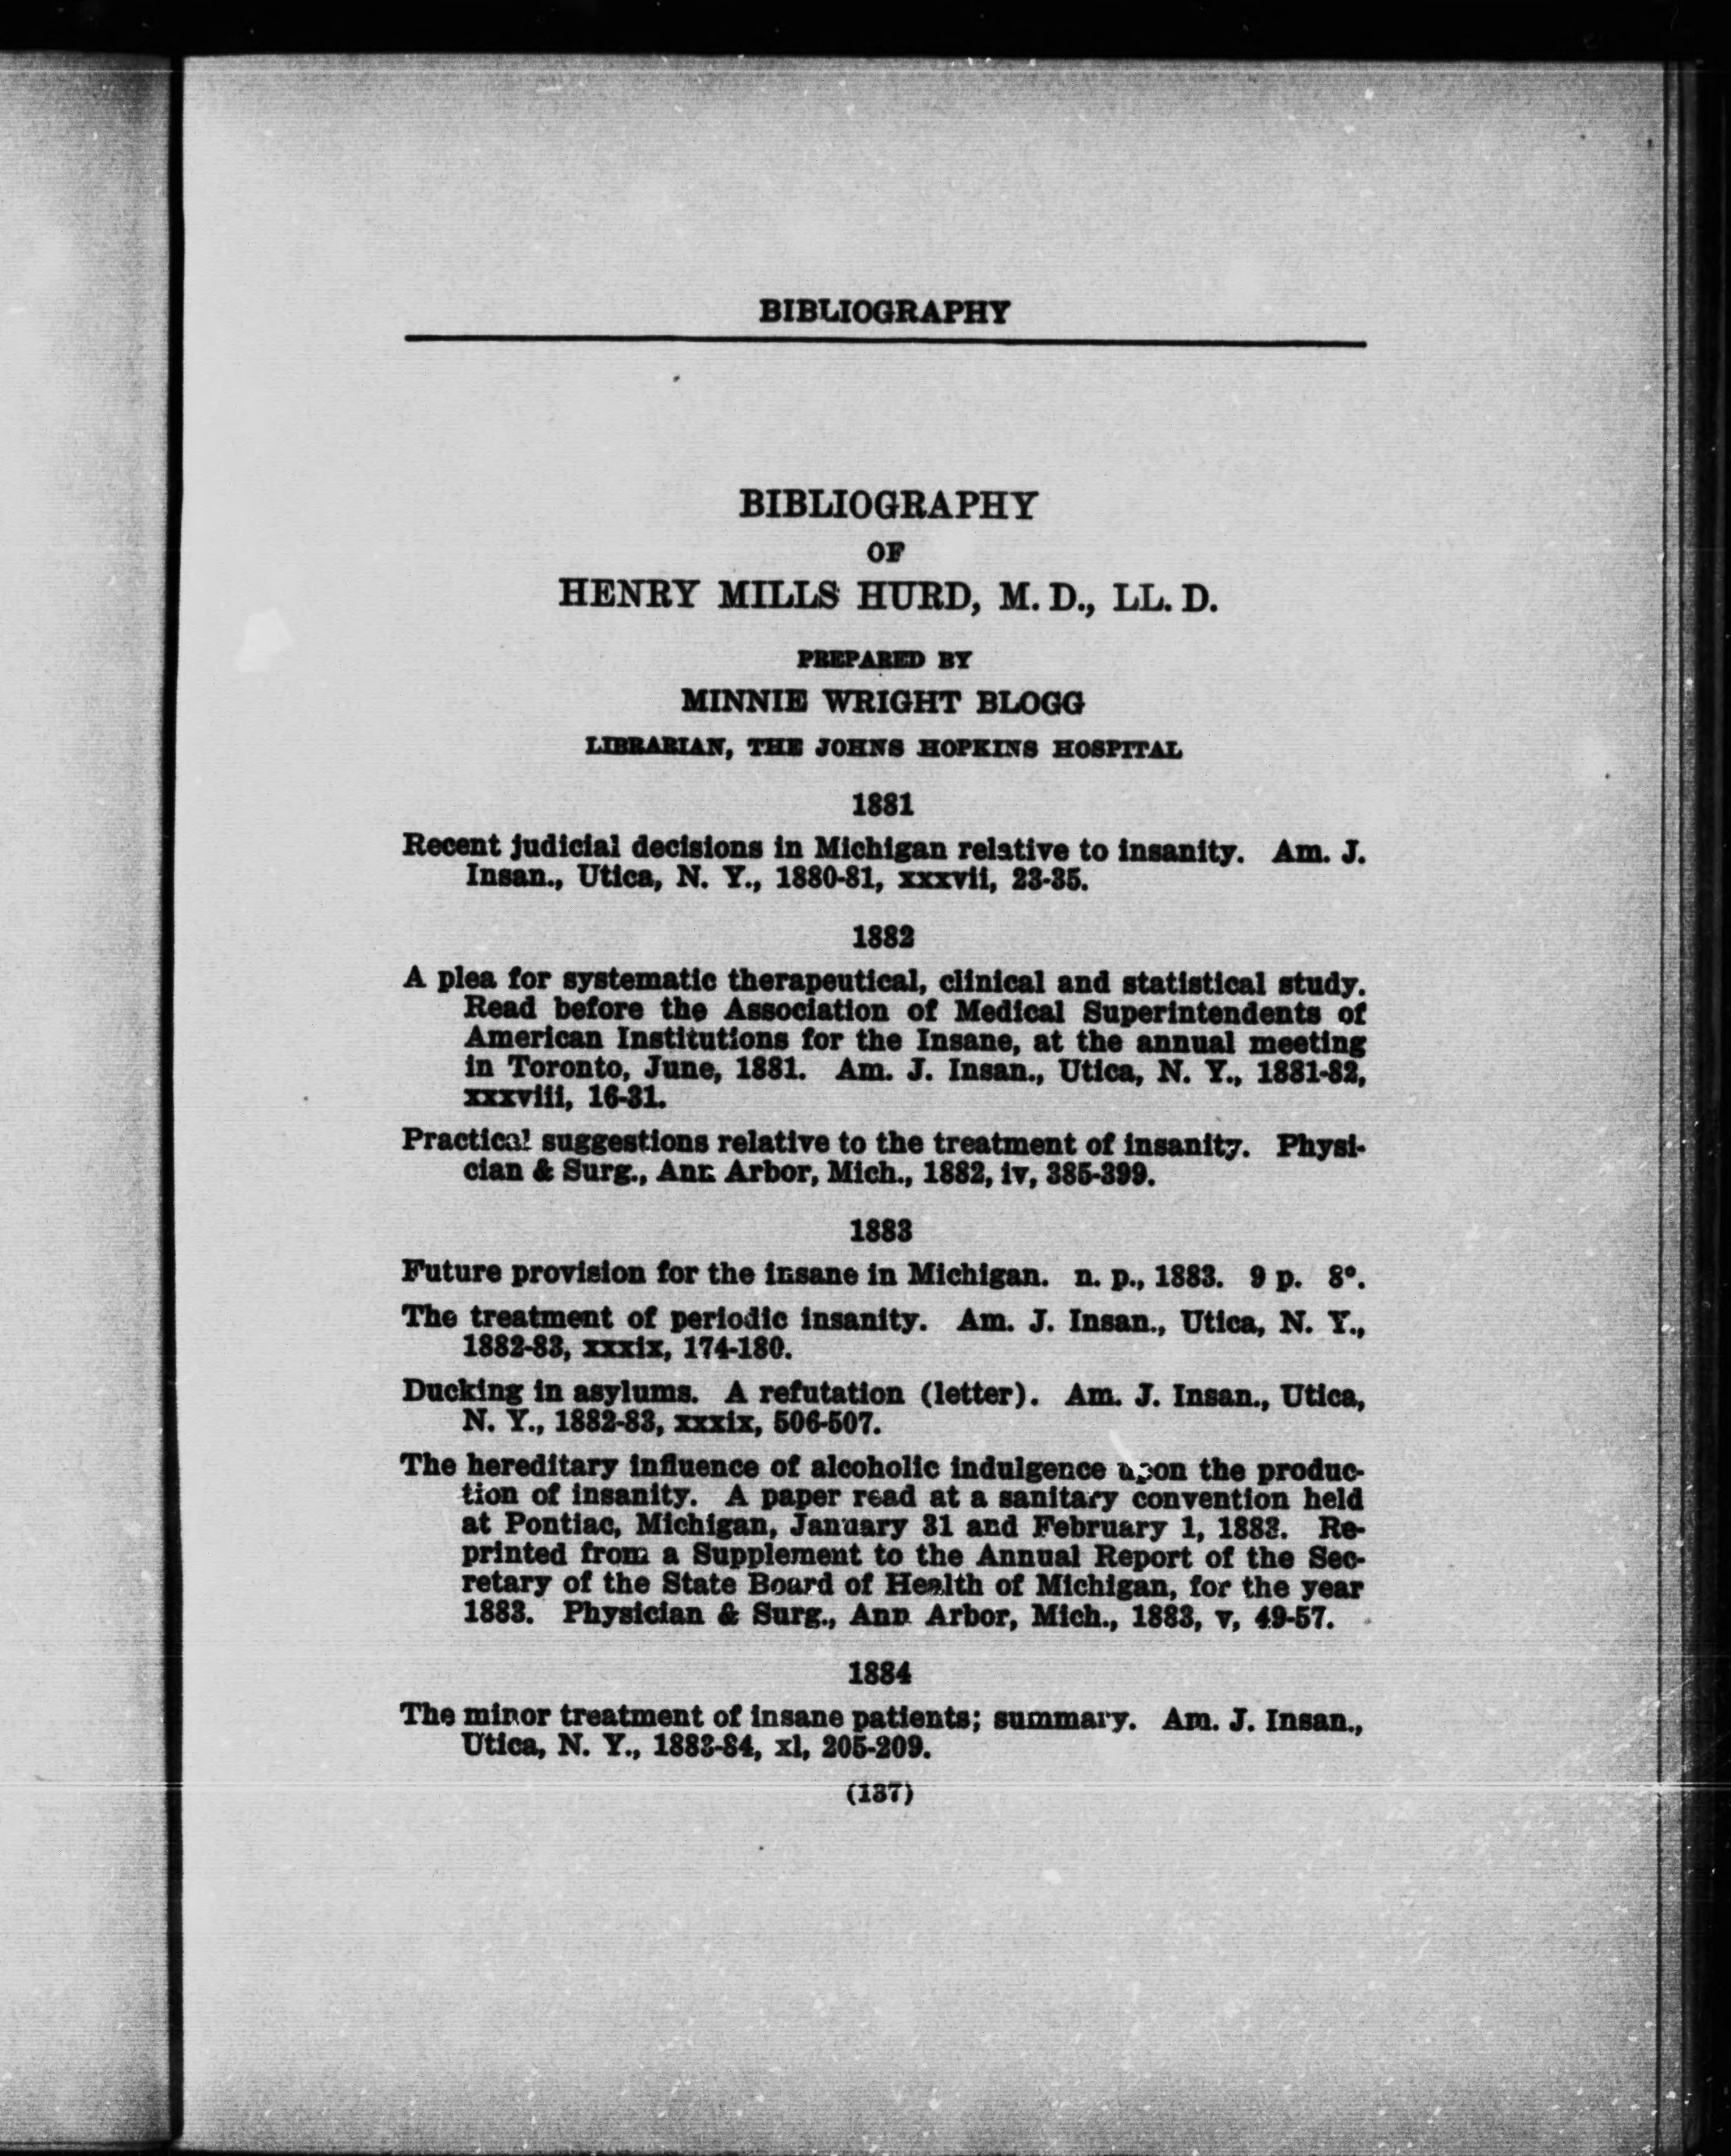 BIBLIOGRAPHY
BIBLIOGRAPHY
OF
HENRY MILLS HURD, M. D., LL. D.
PREPARED BY
MINNIE WRIGHT BLOGG
LIBRARIAN, THE JOHNS HOPKINS HOSPITAL
1881
Recent judicial decisions in Michigan relative to insanity. Am. J.
Insan., Utica, N. Y., 1880-81, xxxvii, 23-35.
1882
A plea for systematic therapeutical, clinical and statistical study.
Read before the Association of Medical Superintendents of
American Institutions for the Insane, at the annual meeting
in Toronto, June, 1881. Am. J. Insan., Utica, N. Y., 1881-82,
xxxviii, 16-31.
Practical suggestions relative to the treatment of insanity. Physi-
cian & Surg., Ann Arbor, Mich., 1882, iv, 385-399.
1883
Future provision for the insane in Michigan. n. p., 1883. 9 p. 8°.
The treatment of periodic insanity. Am. J. Insan., Utica, N. Y.,
1882-83, xxxix, 174-180.
Ducking in asylums. A refutation (letter). Am. J. Insan., Utica,
N. Y., 1882-83, xxxix, 506-507.
The hereditary influence of alcoholic indulgence upon the produc-
tion of insanity. A paper read at a sanitary convention held
at Pontiac, Michigan, January 31 and February 1, 1883. Re-
printed from a Supplement to the Annual Report of the Sec-
retary of the State Board of Health of Michigan, for the year
1883. Physician & Surg., Ann Arbor, Mich., 1883, v, 49-57.
1884
The minor treatment of insane patients; summary. Am. J. Insan.,
Utica, N. Y., 1883-84, xl, 205-209.
(137)